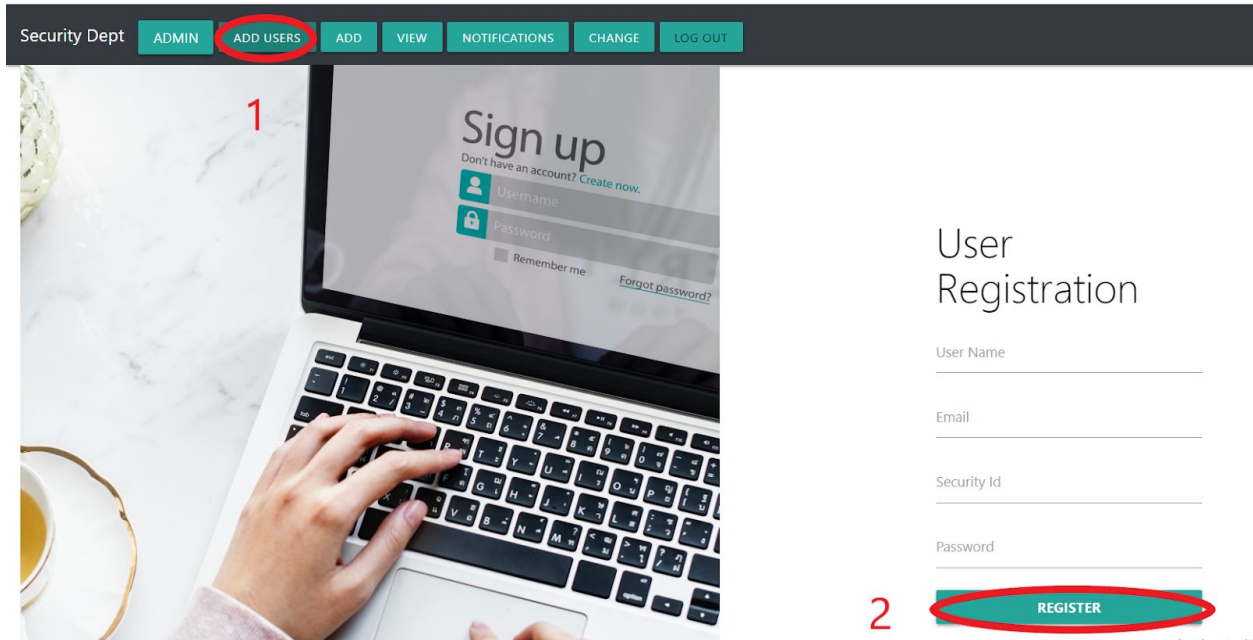 Security Dept ADMIN ADD USERS ADD VIEW NOTIFICATIONS CHANGE LOG OUT
1
Sign up
Don't have an account? Create now.
Username
Password
Remember me
Forgot password?
User
Registration
User Name
Email
Security Id
Password
2
REGISTER